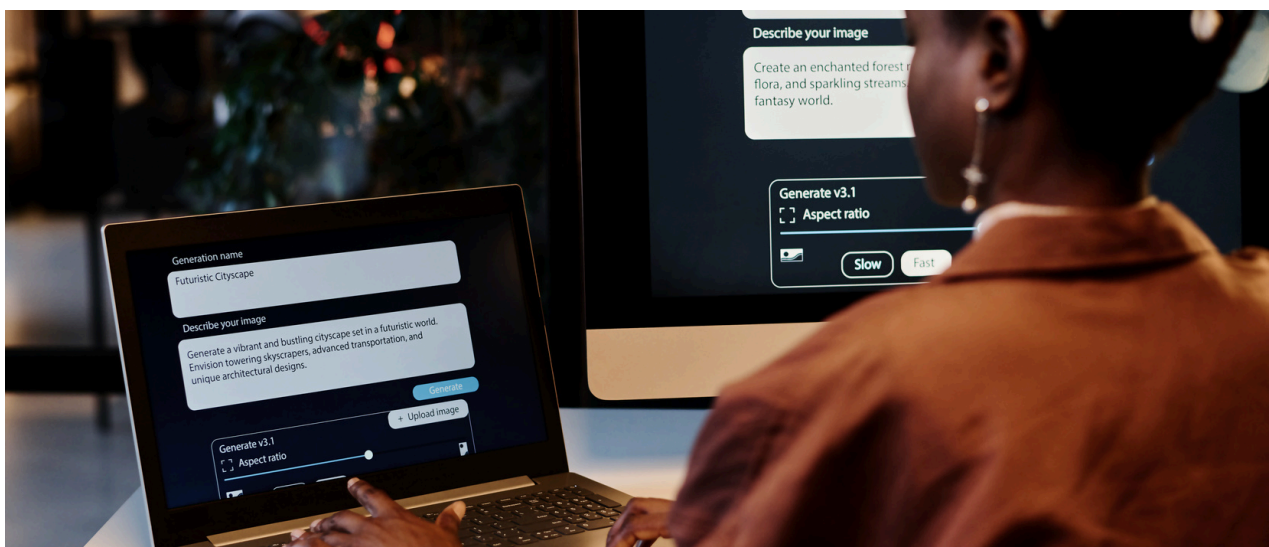 Generation name
Futuristic Cityscape
Describe your image
Generate a vibrant and bustling cityscape set in a futuristic world.
Envision towering skyscrapers, advanced transportation, and
unique architectural designs.
Generate
+ Upload image
Generate v3.1
Aspect ratio
Describe your image
Create an enchanted forest
flora, and sparkling streams
fantasy world.
Generate v3.1
Aspect ratio
Slow
Fast